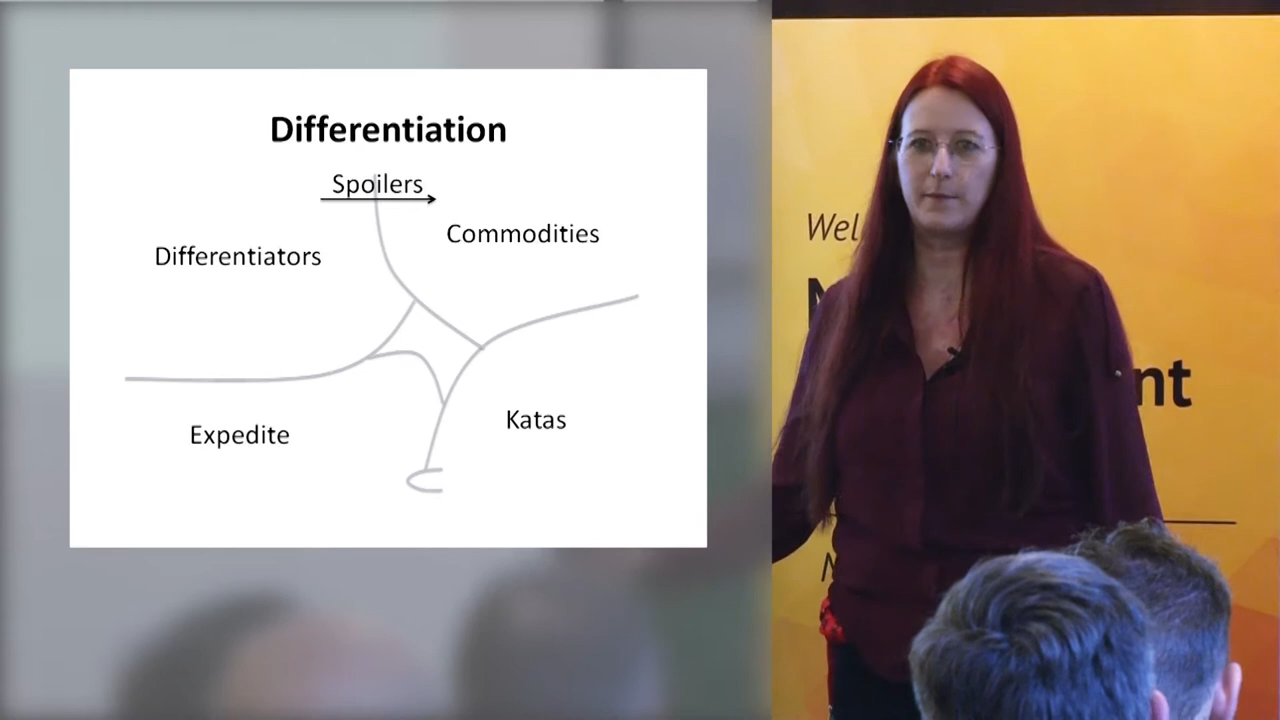 Differentiation
Spoilers
Differentiators
Commodities
Expedite
Katas
Wel
nt